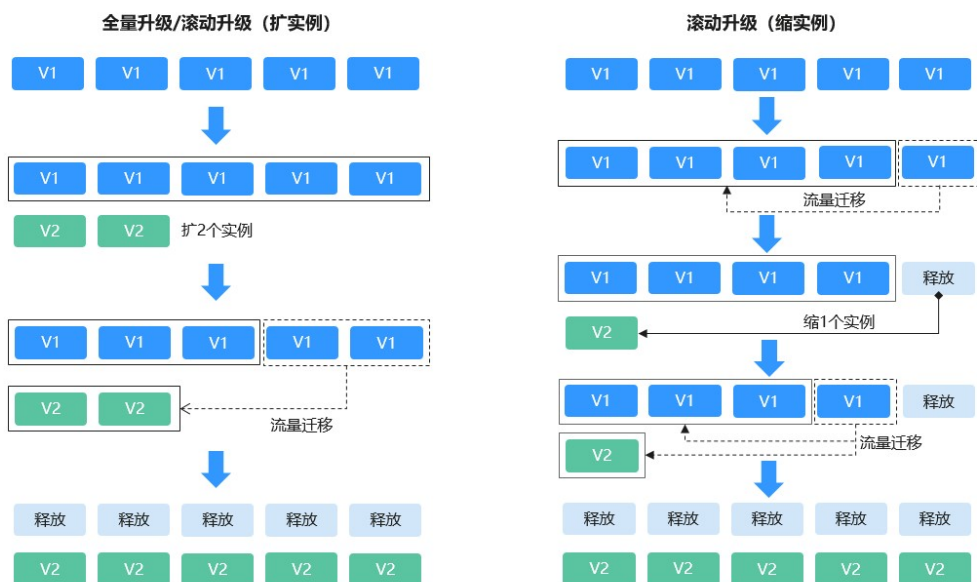 全量升级/滚动升级（扩实例）
V1 V1 V1 V1 V1
V1 V1 V1 V1 V1
V2 V2 扩2个实例
V1 V1 V1 V1 V1
V2 V2
流量迁移
释放 释放 释放 释放 释放
V2 V2 V2 V2 V2
滚动升级（缩实例）
V1 V1 V1 V1 V1
V1 V1 V1 V1 V1
流量迁移
V1 V1 V1 V1 释放
缩1个实例
V2
V1 V1 V1 V1 释放
流量迁移
V2
释放 释放 释放 释放 释放
V2 V2 V2 V2 V2